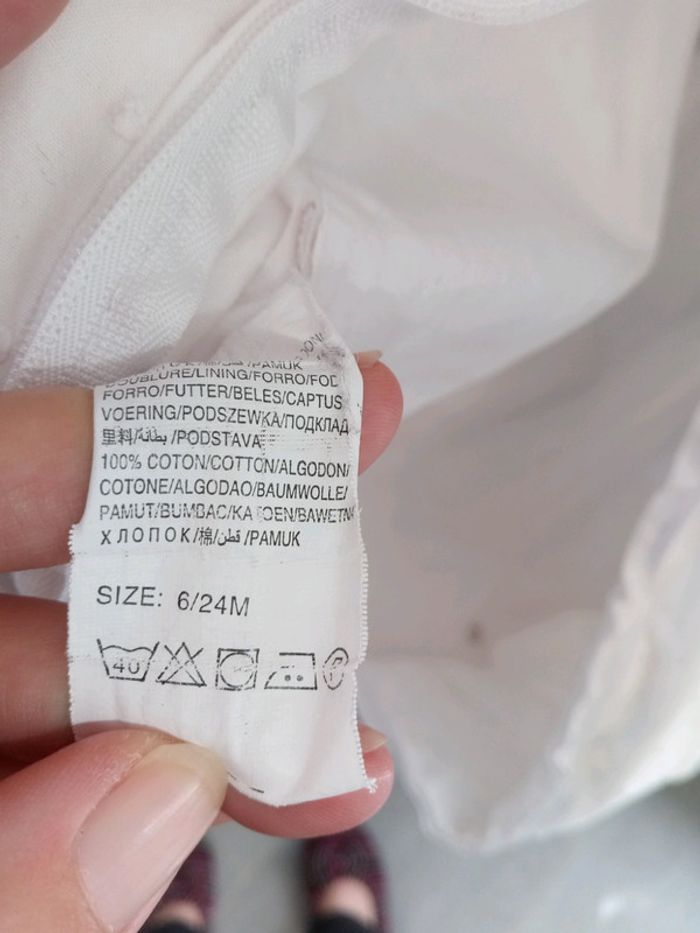 /PAMUK
DOUBLURE/LINING/FORRO/FOD
FORRO/FUTTER/BELES/CAPTUS
VOERING/PODSZEWKA/ПОДКЛАД
里料/بطانة/PODSTAVA
100% COTON/COTTON/ALGODON/
COTONE/ALGODAO/BAUMWOLLE/
PAMUT/BUMBAC/KATOEN/BAWETNA
ХЛОПОК/棉/قطن/PAMUK
SIZE: 6/24M
40
P